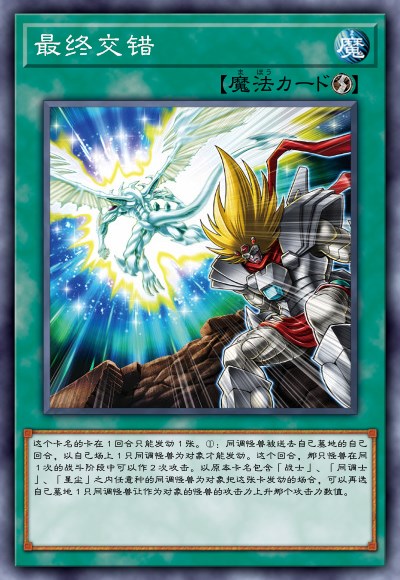 最终交错
魔
【魔法カード】
まほう
这个卡名的卡在1回合只能发动1张。①：同调怪兽被送去自己墓地的自己
回合，以自己场上1只同调怪兽为对象才能发动。这个回合，那只怪兽在同
1次的战斗阶段中可以作2次攻击。以原本卡名包含「战士」、「同调士」
、「星尘」之内任意种的同调怪兽为对象把这张卡发动的场合，可以再选
自己墓地1只同调怪兽让作为对象的怪兽的攻击力上升那个攻击力数值。